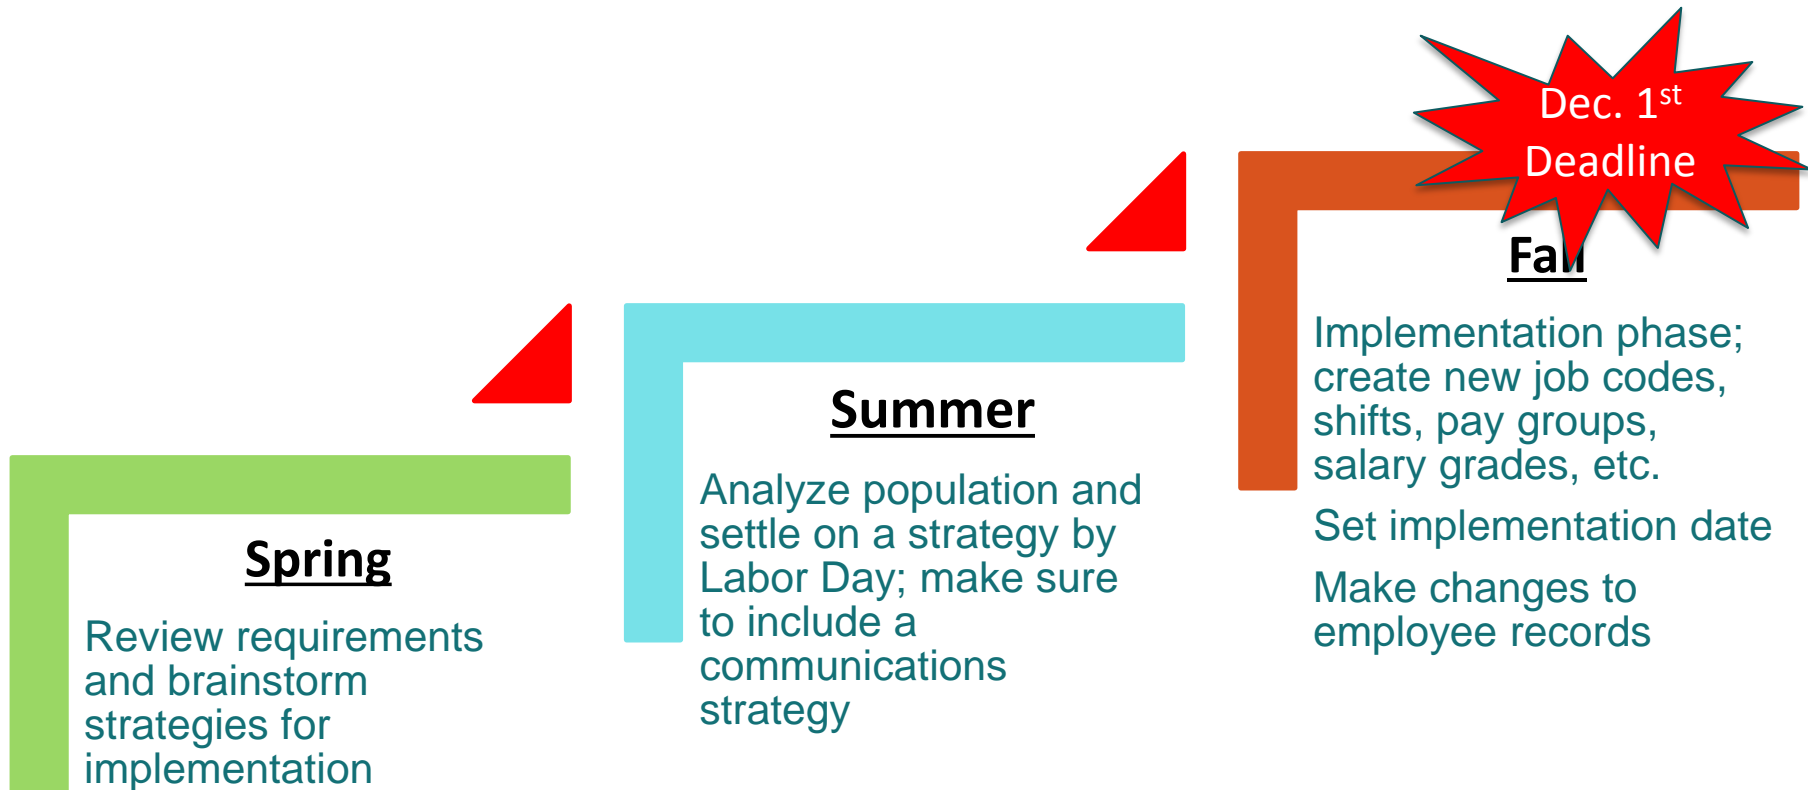 Spring
Review requirements
and brainstorm
strategies for
implementation
Summer
Analyze population and
settle on a strategy by
Labor Day; make sure
to include a
communications
strategy
Dec. 1st
Deadline
Fall
Implementation phase;
create new job codes,
shifts, pay groups,
salary grades, etc.
Set implementation date
Make changes to
employee records